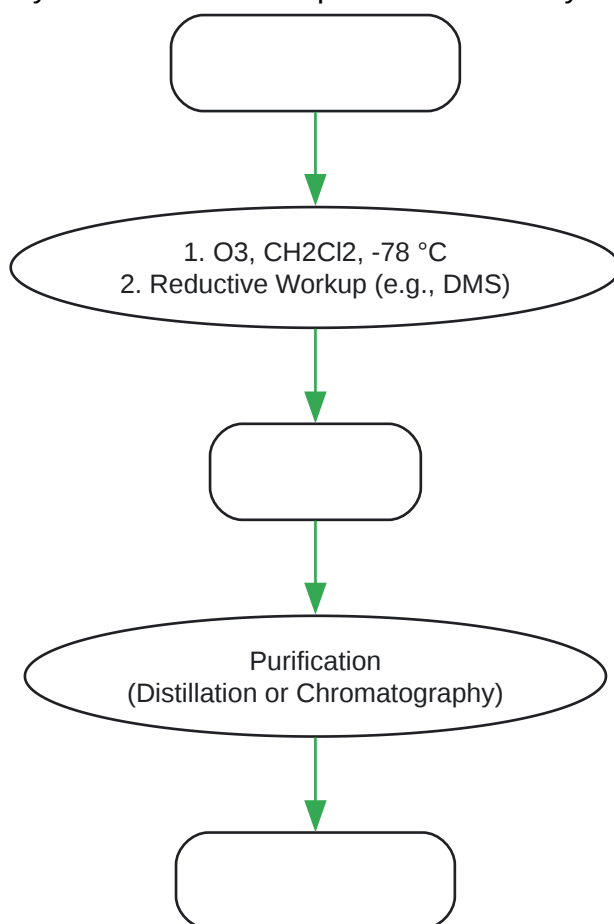 1. O3, CH2Cl2, -78 °C
2. Reductive Workup (e.g., DMS)
Purification
(Distillation or Chromatography)